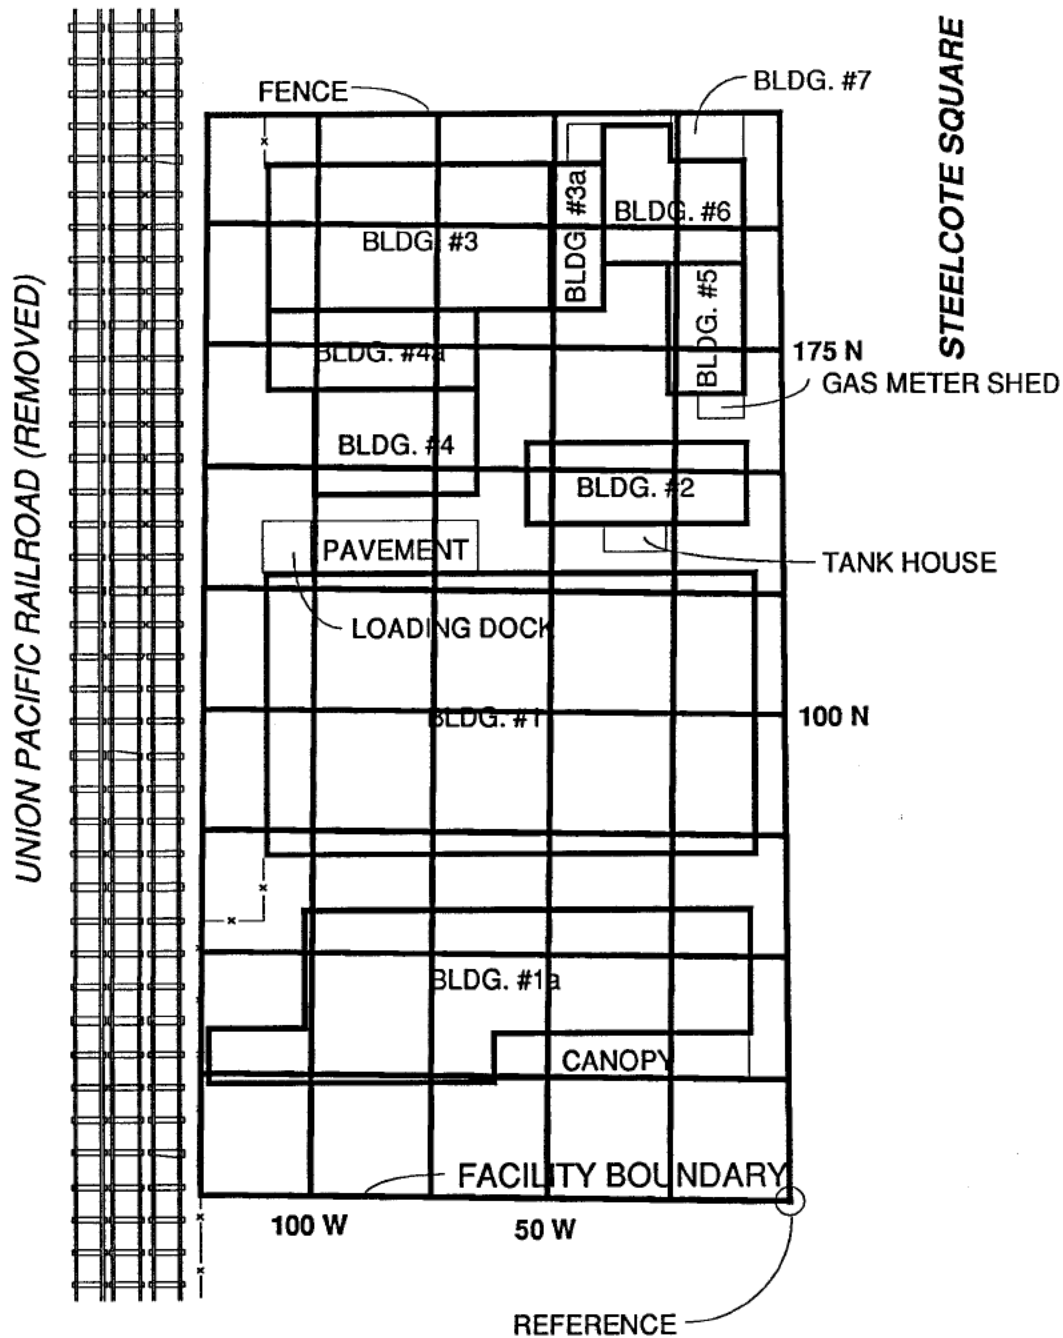 STEELCOTE SQUARE
BLDG. #7
FENCE
BLDG. #3a
BLDG. #6
BLDG. #3
BLDG. #5
175 N
BLDG. #4a
GAS METER SHED
UNION PACIFIC RAILROAD (REMOVED)
BLDG. #4
BLDG. #2
PAVEMENT
TANK HOUSE
LOADING DOCK
BLDG. #1
100 N
BLDG. #1a
CANOPY
FACILITY BOUNDARY
100 W
50 W
REFERENCE